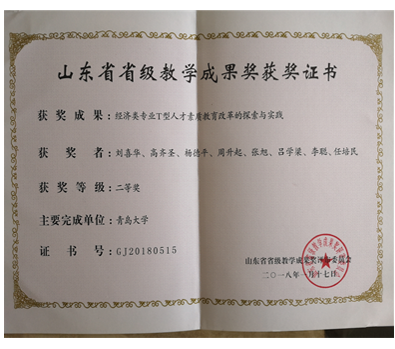 山东省省级教学成果奖获奖证书
获奖成果：经济类专业T型人才素质教育改革的探索与实践
获奖者：刘喜华、高齐圣、杨德平、周升起、张旭、吕学梁、李聪、任培民
获奖等级：二等奖
主要完成单位：青岛大学
证书号：GJ20180515
山东省省级教学成果奖评审委员会
二〇一八年一月十七日